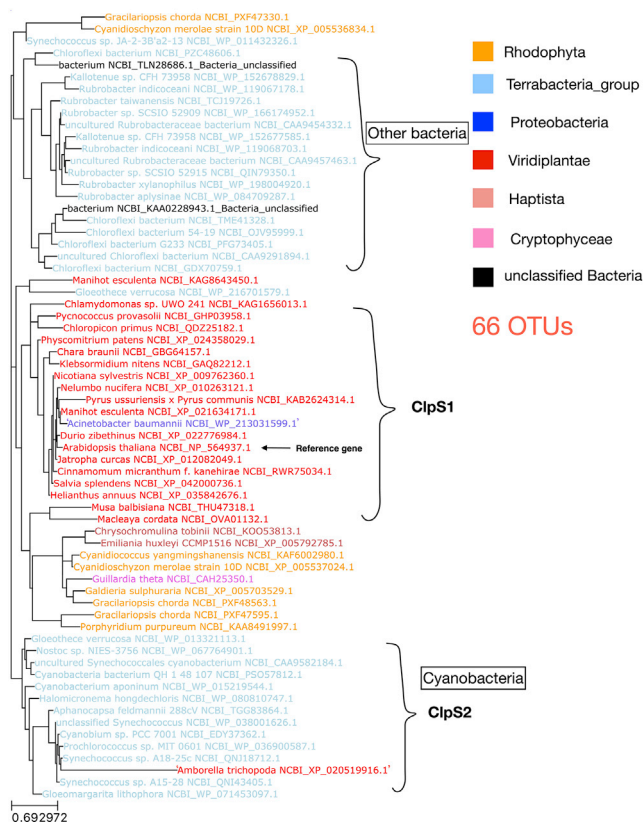 Gracilariopsis chorda NCBI_PXF47330.1
Cyanidioschyzon merolae strain 10D NCBI_XP_005536834.1
Synechococcus sp. JA-2-3B'a2-13 NCBI_WP_011432326.1
Chloroflexi bacterium NCBI_PZC48606.1
bacterium NCBI_TLN28686.1_Bacteria_unclassified
Kallotenue sp. CFH 73958 NCBI_WP_152678829.1
Rubrobacter indicoceani NCBI_WP_119067178.1
Rubrobacter taiwanensis NCBI_TCJ19726.1
Rubrobacter sp. SCSIO 52909 NCBI_WP_166174952.1
uncultured Rubrobacteraceae bacterium NCBI_CAA9454332.1
Kallotenue sp. CFH 73958 NCBI_WP_152677585.1
Rubrobacter indicoceani NCBI_WP_119068703.1
uncultured Rubrobacteraceae bacterium NCBI_CAA9457463.1
Rubrobacter sp. SCSIO 52915 NCBI_QIN79350.1
Rubrobacter xylanophilus NCBI_WP_198004920.1
Rubrobacter aplysinae NCBI_WP_084709287.1
bacterium NCBI_KAA0228943.1_Bacteria_unclassified
Chloroflexi bacterium NCBI_TME41328.1
Chloroflexi bacterium 54-19 NCBI_OJV95999.1
Chloroflexi bacterium G233 NCBI_PFG73405.1
uncultured Chloroflexi bacterium NCBI_CAA9291894.1
Chloroflexi bacterium NCBI_GDX70759.1
Other bacteria
Manihot esculenta NCBI_KAG8643450.1
Gloeothece verrucosa NCBI_WP_216701579.1
Chlamydomonas sp. UWO 241 NCBI_KAG1656013.1
Pycnococcus provasolii NCBI_GHP03958.1
Chloropicon primus NCBI_QDZ25182.1
Physcomitrium patens NCBI_XP_024358029.1
Chara braunii NCBI_GBG64157.1
Klebsormidium nitens NCBI_GAQ82212.1
Nicotiana sylvestris NCBI_XP_009762360.1
Nelumbo nucifera NCBI_XP_010263121.1
Pyrus ussuriensis x Pyrus communis NCBI_KAB2624314.1
Manihot esculenta NCBI_XP_021634171.1
'Acinetobacter baumannii NCBI_WP_213031599.1'
Durio zibethinus NCBI_XP_022776984.1
Arabidopsis thaliana NCBI_NP_564937.1
Reference gene
Jatropha curcas NCBI_XP_012082049.1
Cinnamomum micranthum f. kanehirae NCBI_RWR75034.1
Salvia splendens NCBI_XP_042000736.1
Helianthus annuus NCBI_XP_035842676.1
Musa balbisiana NCBI_THU47318.1
Macleaya cordata NCBI_OVA01132.1
ClpS1
Chrysochromulina tobinii NCBI_KOO53813.1
Emiliania huxleyi CCMP1516 NCBI_XP_005792785.1
Cyanidiococcus yangmingshanensis NCBI_KAF6002980.1
Cyanidioschyzon merolae strain 10D NCBI_XP_005537024.1
Guillardia theta NCBI_CAH25350.1
Galdieria sulphuraria NCBI_XP_005703529.1
Gracilariopsis chorda NCBI_PXF48563.1
Gracilariopsis chorda NCBI_PXF47595.1
Porphyridium purpureum NCBI_KAA8491997.1
Gloeothece verrucosa NCBI_WP_013321113.1
Nostoc sp. NIES-3756 NCBI_WP_067764901.1
uncultured Synechococcales cyanobacterium NCBI_CAA9582184.1
Cyanobacteria bacterium QH_1_48_107 NCBI_PSO57812.1
Cyanobacterium aponinum NCBI_WP_015219544.1
Halomicronema hongdechloris NCBI_WP_080810747.1
Aphanocapsa feldmannii 288cV NCBI_TGG83864.1
unclassified Synechococcus NCBI_WP_038001626.1
Cyanobium sp. PCC 7001 NCBI_EDY37362.1
Prochlorococcus sp. MIT 0601 NCBI_WP_036900587.1
Synechococcus sp. A18-25c NCBI_QNJ18712.1
'Amborella trichopoda NCBI_XP_020519916.1'
Synechococcus sp. A15-28 NCBI_QNI43405.1
Gloeomargarita lithophora NCBI_WP_071453097.1
Cyanobacteria
ClpS2
0.692972
Rhodophyta
Terrabacteria_group
Proteobacteria
Viridiplantae
Haptista
Cryptophyceae
unclassified Bacteria
66 OTUs